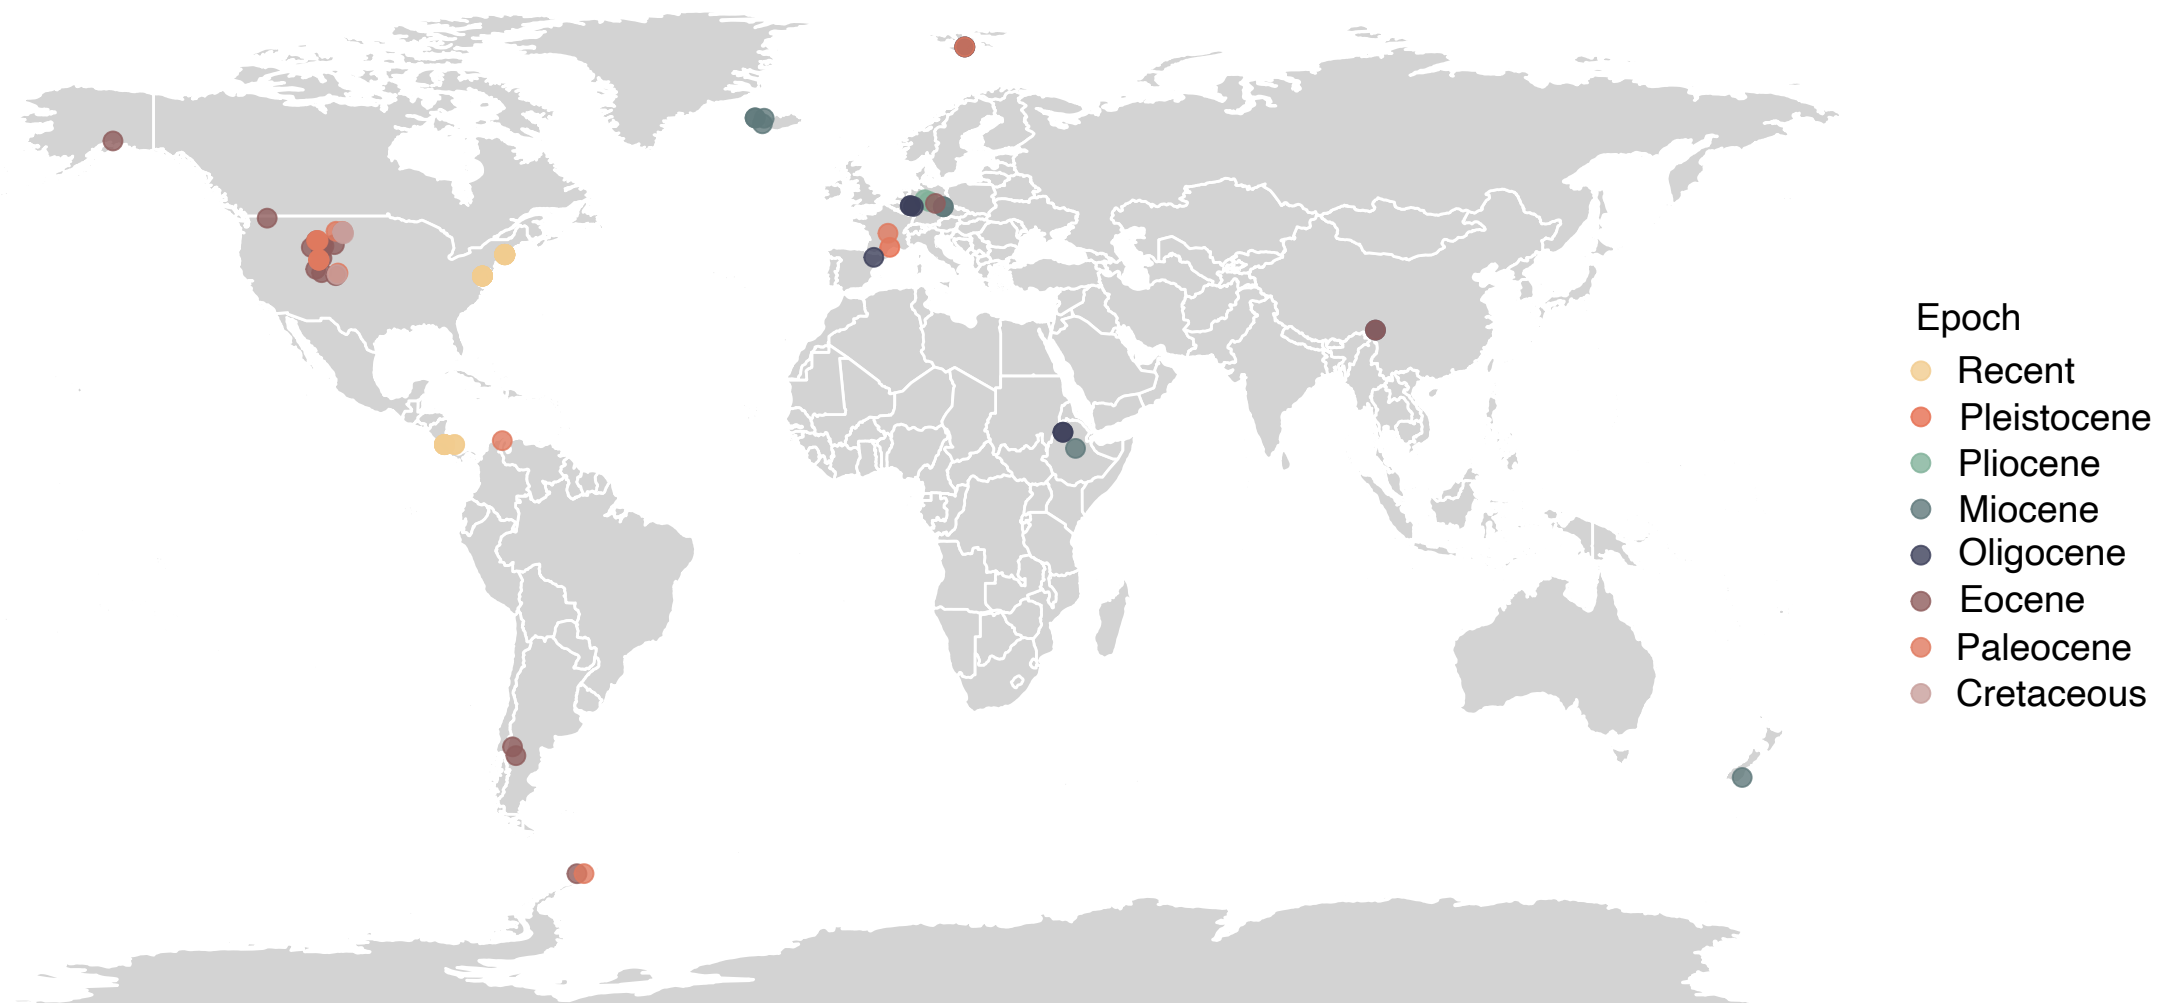 Epoch
Recent
Pleistocene
Pliocene
Miocene
Oligocene
Eocene
Paleocene
Cretaceous